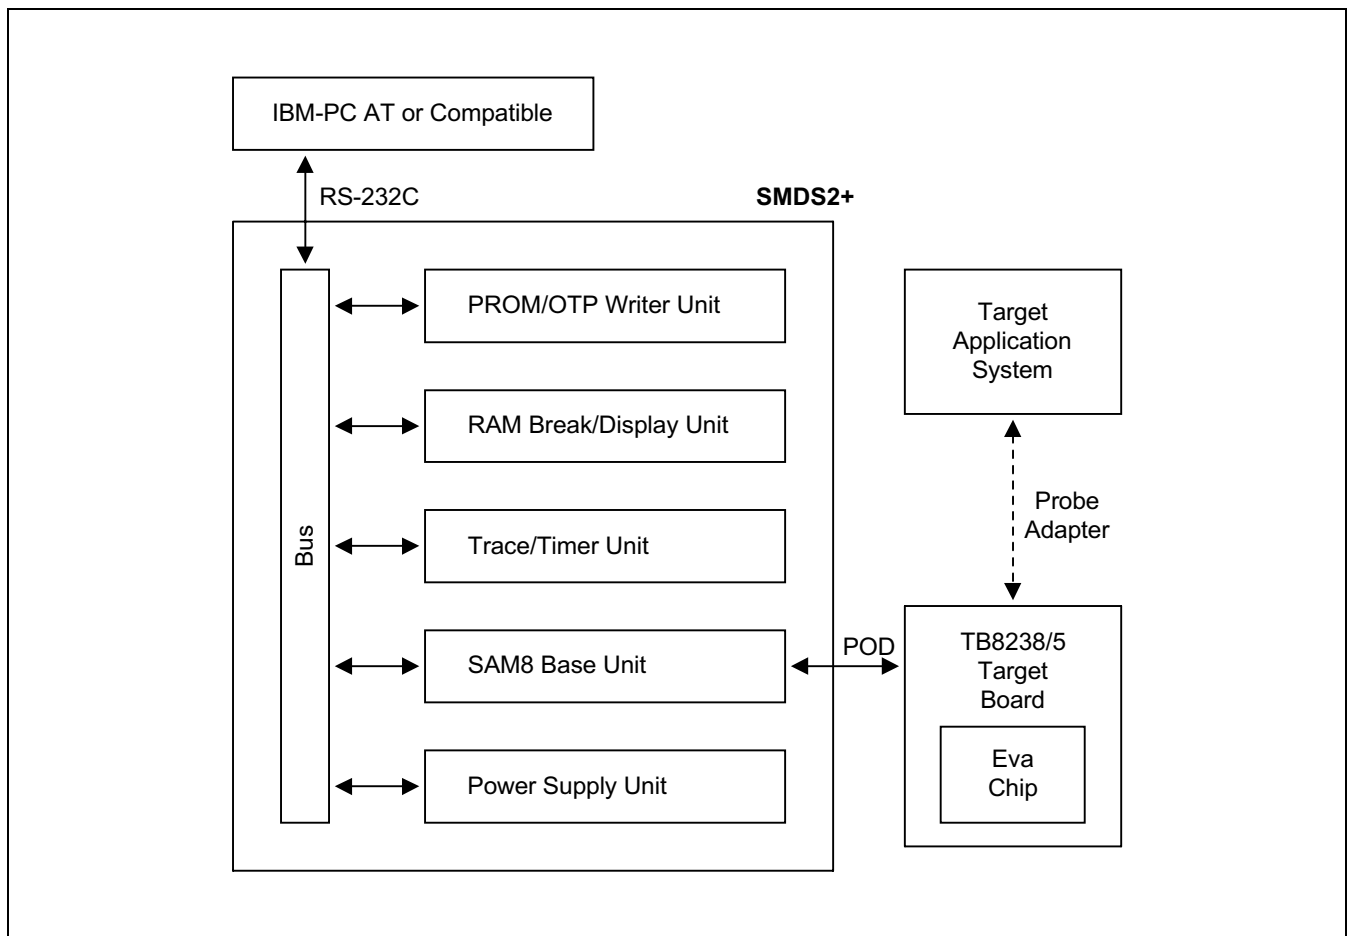 IBM-PC AT or Compatible
RS-232C
SMDS2+
Bus
PROM/OTP Writer Unit
RAM Break/Display Unit
Trace/Timer Unit
SAM8 Base Unit
Power Supply Unit
POD
Target
Application
System
Probe
Adapter
TB8238/5
Target
Board
Eva
Chip